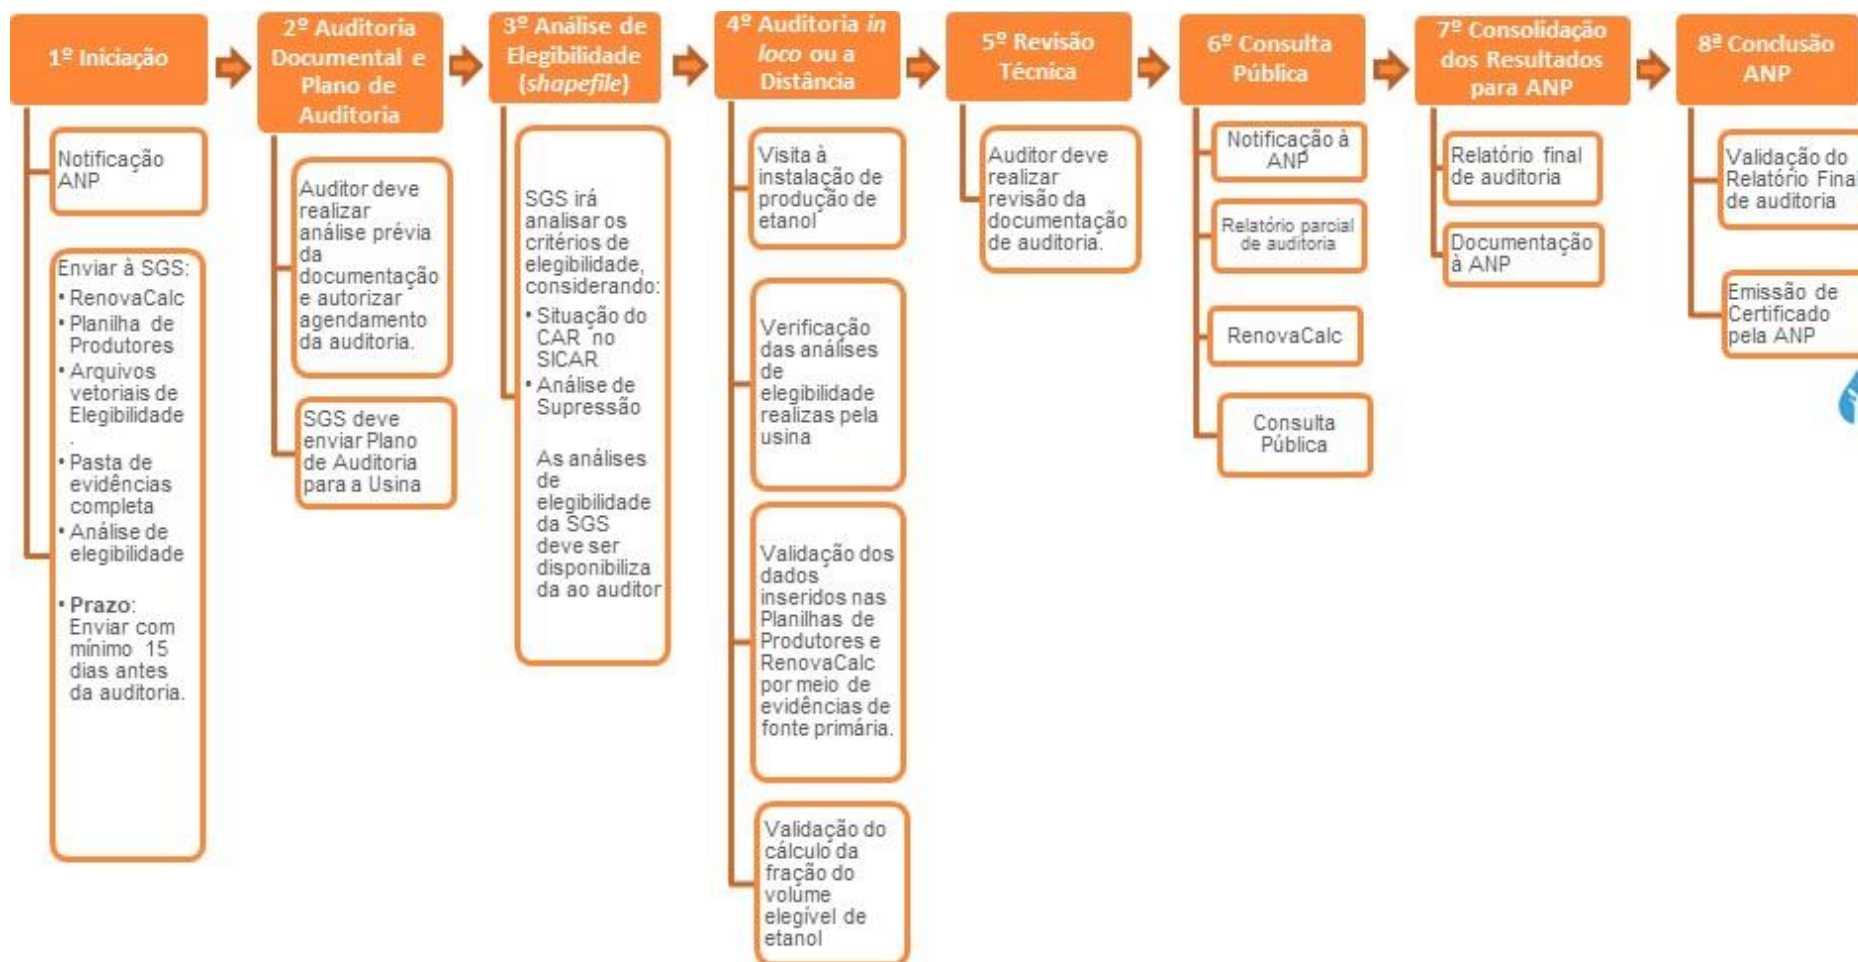 1º Iniciação
Notificação
ANP
Enviar à SGS:
• RenovaCalc
• Planilha de
Produtores
• Arquivos
vetoriais de
Elegibilidade
.
• Pasta de
evidências
completa
• Análise de
elegibilidade
• Prazo:
Enviar com
mínimo 15
dias antes
da auditoria.
2º Auditoria
Documental e
Plano de
Auditoria
Auditor deve
realizar
análise prévia
da
documentação
e autorizar
agendamento
da auditoria.
SGS deve
enviar Plano
de Auditoria
para a Usina
3º Análise de
Elegibilidade
(shapefile)
SGS irá
analisar os
critérios de
elegibilidade,
considerando:
• Situação do
CAR no
SICAR
• Análise de
Supressão
As análises
de
elegibilidade
da SGS
deve ser
disponibiliza
da ao auditor
4º Auditoria in
loco ou a
Distância
Visita à
instalação de
produção de
etanol
Verificação
das análises
de
elegibilidade
realizas pela
usina
Validação dos
dados
inseridos nas
Planilhas de
Produtores e
RenovaCalc
por meio de
evidências de
fonte primária.
Validação do
cálculo da
fração do
volume
elegível de
etanol
5º Revisão
Técnica
Auditor deve
realizar
revisão da
documentação
de auditoria.
6º Consulta
Pública
Notificação à
ANP
Relatório parcial
de auditoria
RenovaCalc
Consulta
Pública
7º Consolidação
dos Resultados
para ANP
Relatório final
de auditoria
Documentação
à ANP
8ª Conclusão
ANP
Validação do
Relatório Final
de auditoria
Emissão de
Certificado
pela ANP